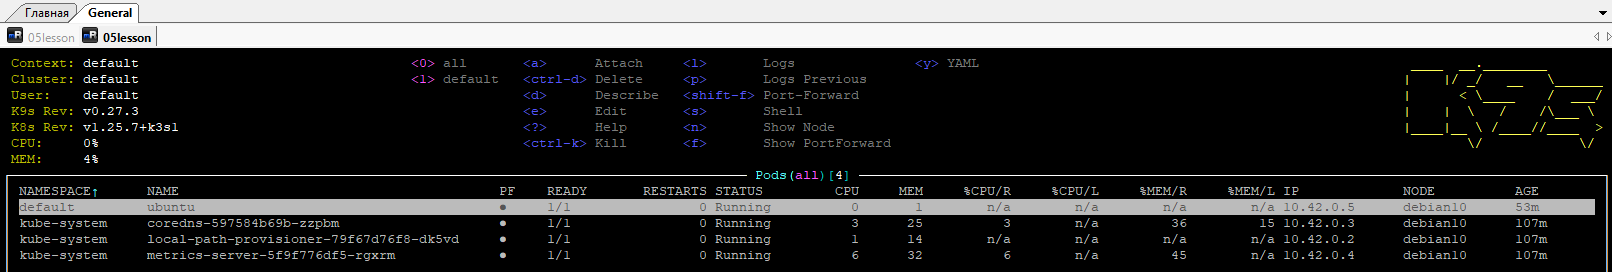 Главная General
05lesson 05lesson
Context: default <0> all <a> Attach <l> Logs <y> YAML
Cluster: default <1> default <ctrl-d> Delete <p> Logs Previous
User: default <d> Describe <shift-f> Port-Forward
K9s Rev: v0.27.3 <e> Edit <s> Shell
K8s Rev: v1.25.7+k3s1 <?> Help <n> Show Node
CPU: 0% <ctrl-k> Kill <f> Show PortForward
MEM: 4%
Pods(all)[4]
NAMESPACE↑ NAME PF READY RESTARTS STATUS CPU MEM %CPU/R %CPU/L %MEM/R %MEM/L IP NODE AGE
default ubuntu ● 1/1 0 Running 0 1 n/a n/a n/a n/a 10.42.0.5 debian10 53m
kube-system coredns-597584b69b-zzpbm ● 1/1 0 Running 3 25 3 n/a 36 15 10.42.0.3 debian10 107m
kube-system local-path-provisioner-79f67d76f8-dk5vd ● 1/1 0 Running 1 14 n/a n/a n/a n/a 10.42.0.2 debian10 107m
kube-system metrics-server-5f9f776df5-rgxrm ● 1/1 0 Running 6 32 6 n/a 45 n/a 10.42.0.4 debian10 107m